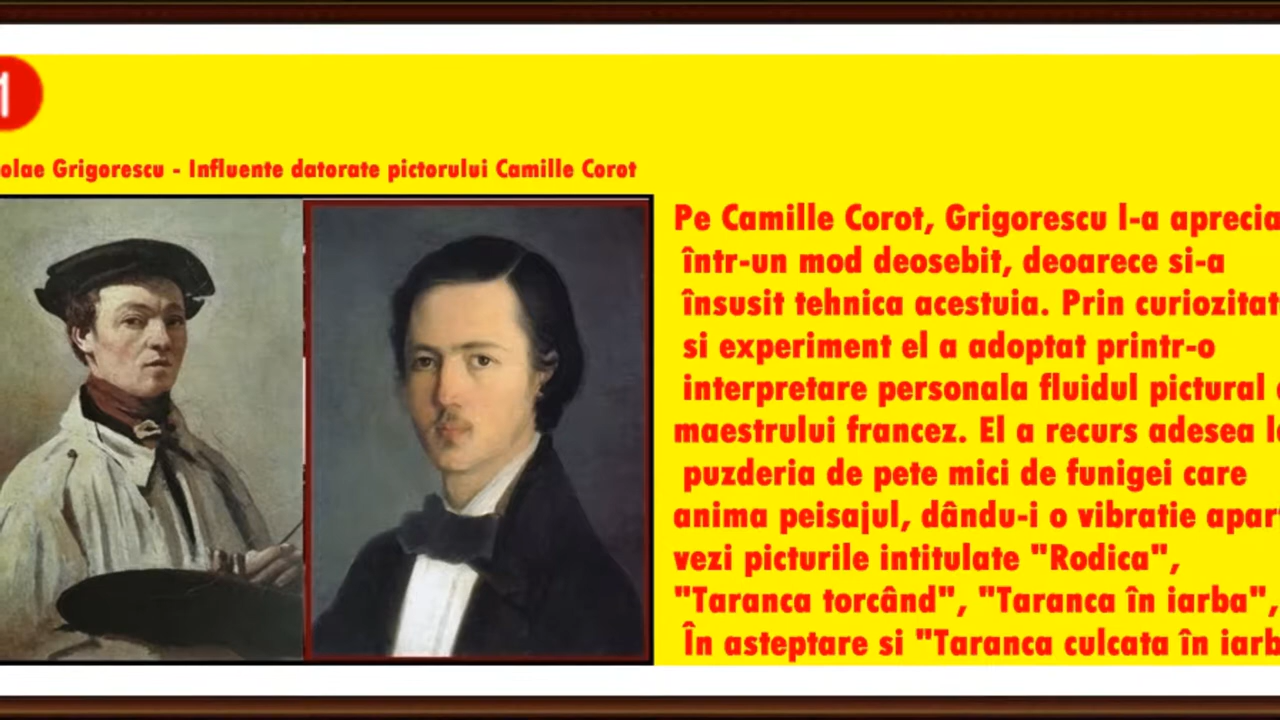 1
olae Grigorescu - Influente datorate pictorului Camille Corot
Pe Camille Corot, Grigorescu l-a aprecia
într-un mod deosebit, deoarece si-a
însusit tehnica acestuia. Prin curiozitat
si experiment el a adoptat printr-o
interpretare personala fluidul pictural
maestrului francez. El a recurs adesea l
puzderia de pete mici de funigei care
anima peisajul, dându-i o vibratie apar
vezi picturile intitulate "Rodica",
"Taranca torcând", "Taranca în iarba",
În asteptare si "Taranca culcata în iarb